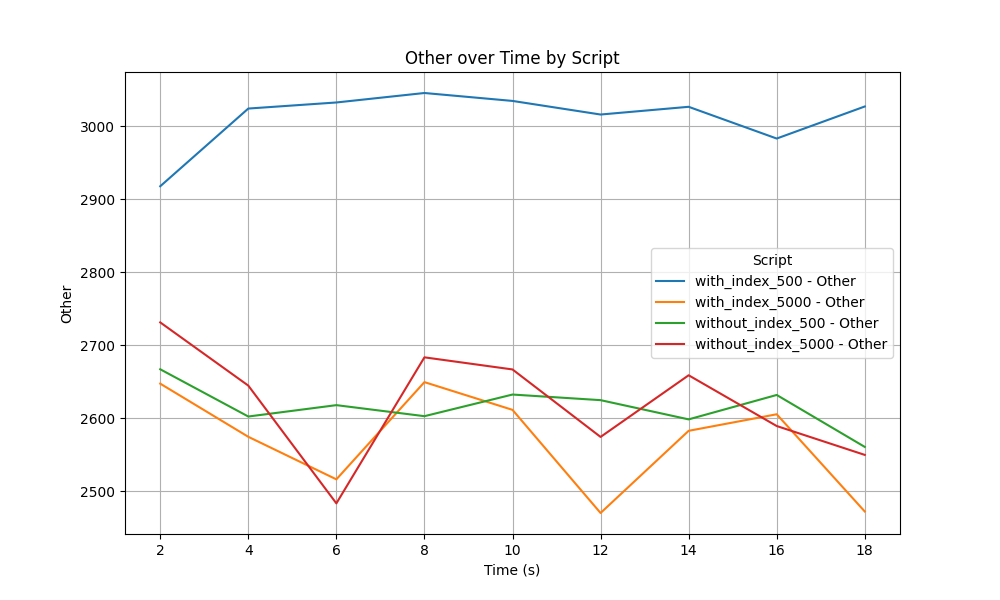 Other over Time by Script
3000
2900
2800
2700
2600
2500
Other
Script
with_index_500 - Other
with_index_5000 - Other
without_index_500 - Other
without_index_5000 - Other
2 4 6 8 10 12 14 16 18
Time (s)